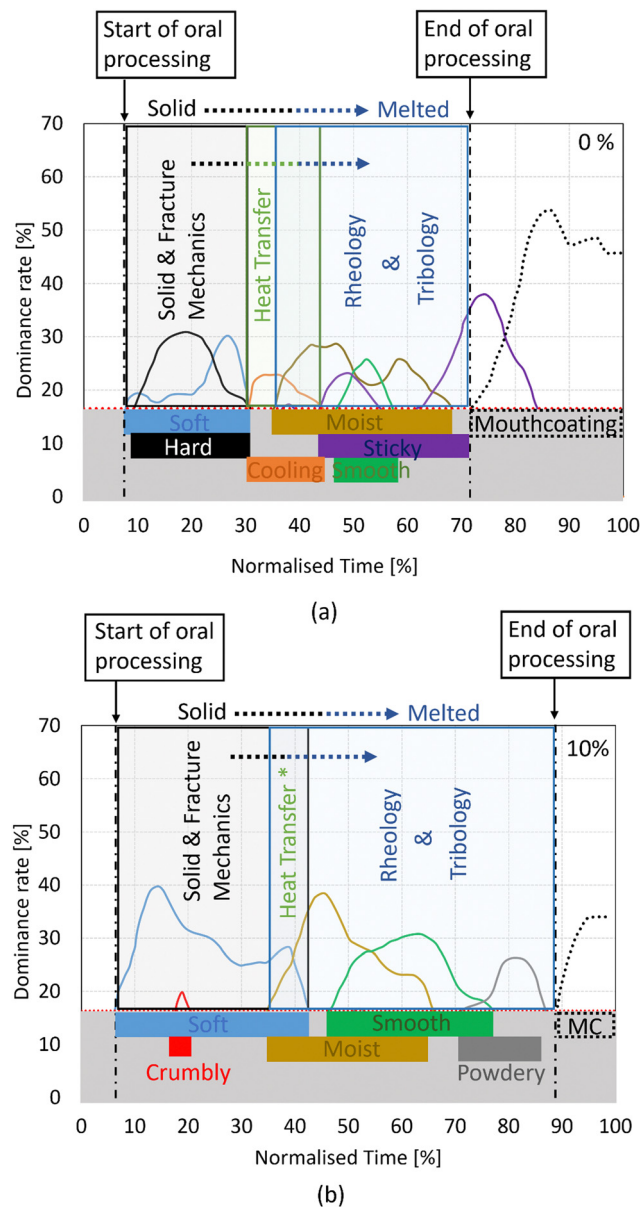 Start of oral
processing
End of oral
processing
Solid
Melted
0 %
Dominance rate [%]
70
60
50
40
30
20
10
0
Solid & Fracture
Mechanics
Heat Transfer
Rheology
&
Tribology
Soft
Moist
Mouthcoating
Hard
Sticky
Cooling
Smooth
0 10 20 30 40 50 60 70 80 90 100
Normalised Time [%]
(a)
Start of oral
processing
End of oral
processing
Solid
Melted
10%
Dominance rate [%]
70
60
50
40
30
20
10
0
Solid & Fracture
Mechanics
Heat Transfer *
Rheology
&
Tribology
Soft
Smooth
MC
Moist
Crumbly
Powdery
0 10 20 30 40 50 60 70 80 90 100
Normalised Time [%]
(b)